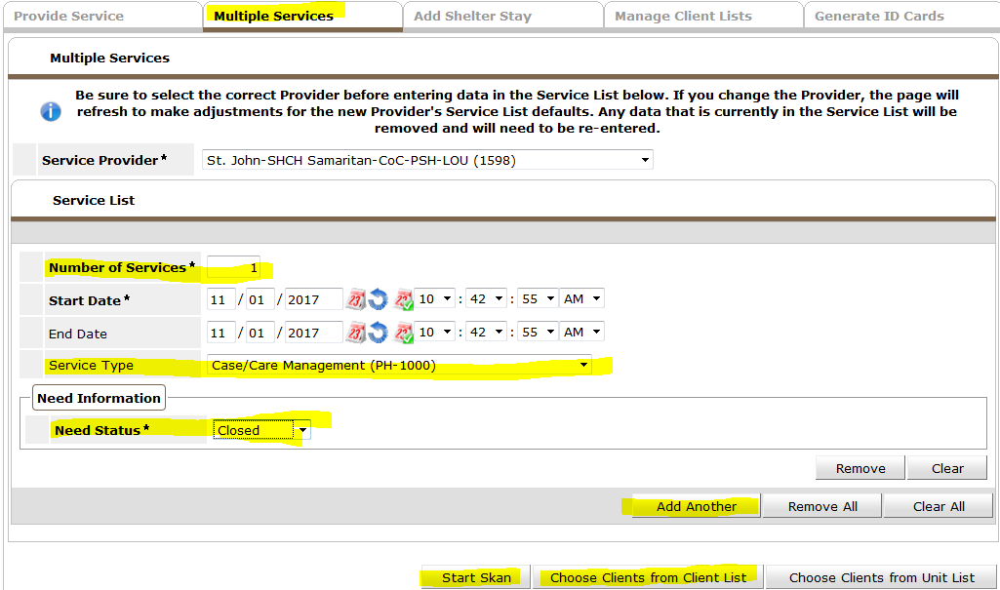 Provide Service Multiple Services Add Shelter Stay Manage Client Lists Generate ID Cards
Multiple Services
Be sure to select the correct Provider before entering data in the Service List below. If you change the Provider, the page will
refresh to make adjustments for the new Provider's Service List defaults. Any data that is currently in the Service List will be
removed and will need to be re-entered.
Service Provider* St. John-SHCH Samaritan-CoC-PSH-LOU (1598)
Service List
Number of Services* 1
Start Date* 11 / 01 / 2017 10 : 42 : 55 AM
End Date 11 / 01 / 2017 10 : 42 : 55 AM
Service Type Case/Care Management (PH-1000)
Need Information
Need Status* Closed
Remove Clear
Add Another Remove All Clear All
Start Skan Choose Clients from Client List Choose Clients from Unit List